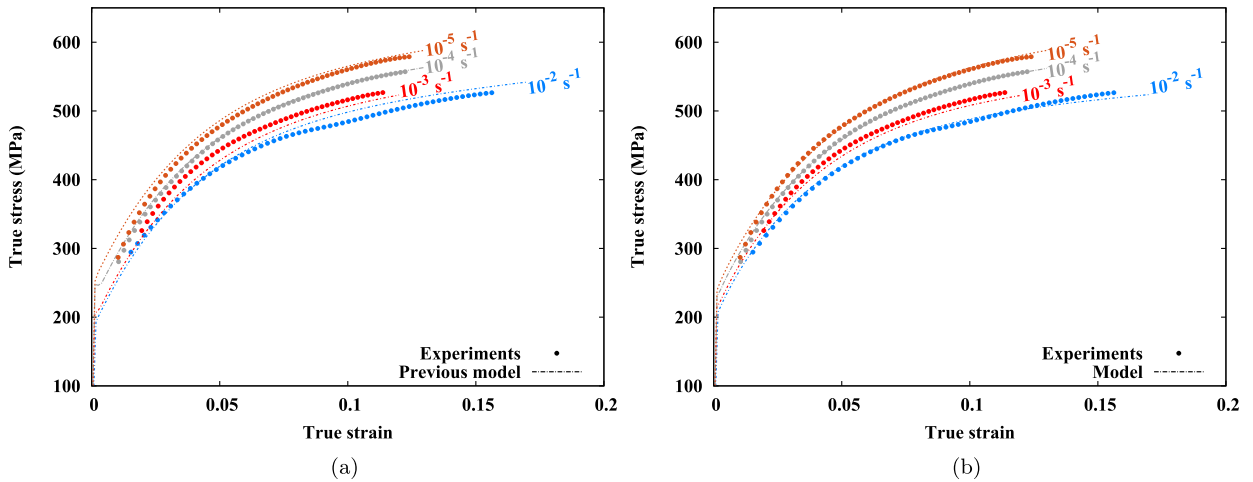 600
500
400
300
200
100
True stress (MPa)
10⁻⁵ s⁻¹
10⁻⁴ s⁻¹
10⁻³ s⁻¹
10⁻² s⁻¹
Experiments
Previous model
0
0.05
0.1
0.15
0.2
True strain
(a)
600
500
400
300
200
100
True stress (MPa)
10⁻⁵ s⁻¹
10⁻⁴ s⁻¹
10⁻³ s⁻¹
10⁻² s⁻¹
Experiments
Model
0
0.05
0.1
0.15
0.2
True strain
(b)